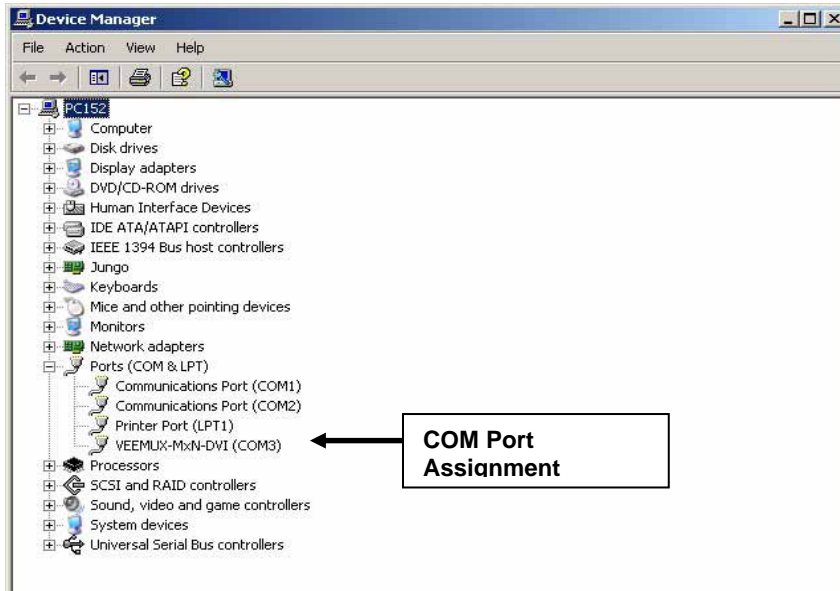 Device Manager
File Action View Help
PC152
Computer
Disk drives
Display adapters
DVD/CD-ROM drives
Human Interface Devices
IDE ATA/ATAPI controllers
IEEE 1394 Bus host controllers
Jungo
Keyboards
Mice and other pointing devices
Monitors
Network adapters
Ports (COM & LPT)
Communications Port (COM1)
Communications Port (COM2)
Printer Port (LPT1)
VEEMUX-MxN-DVI (COM3)
Processors
SCSI and RAID controllers
Sound, video and game controllers
System devices
Universal Serial Bus controllers
COM Port
Assignment